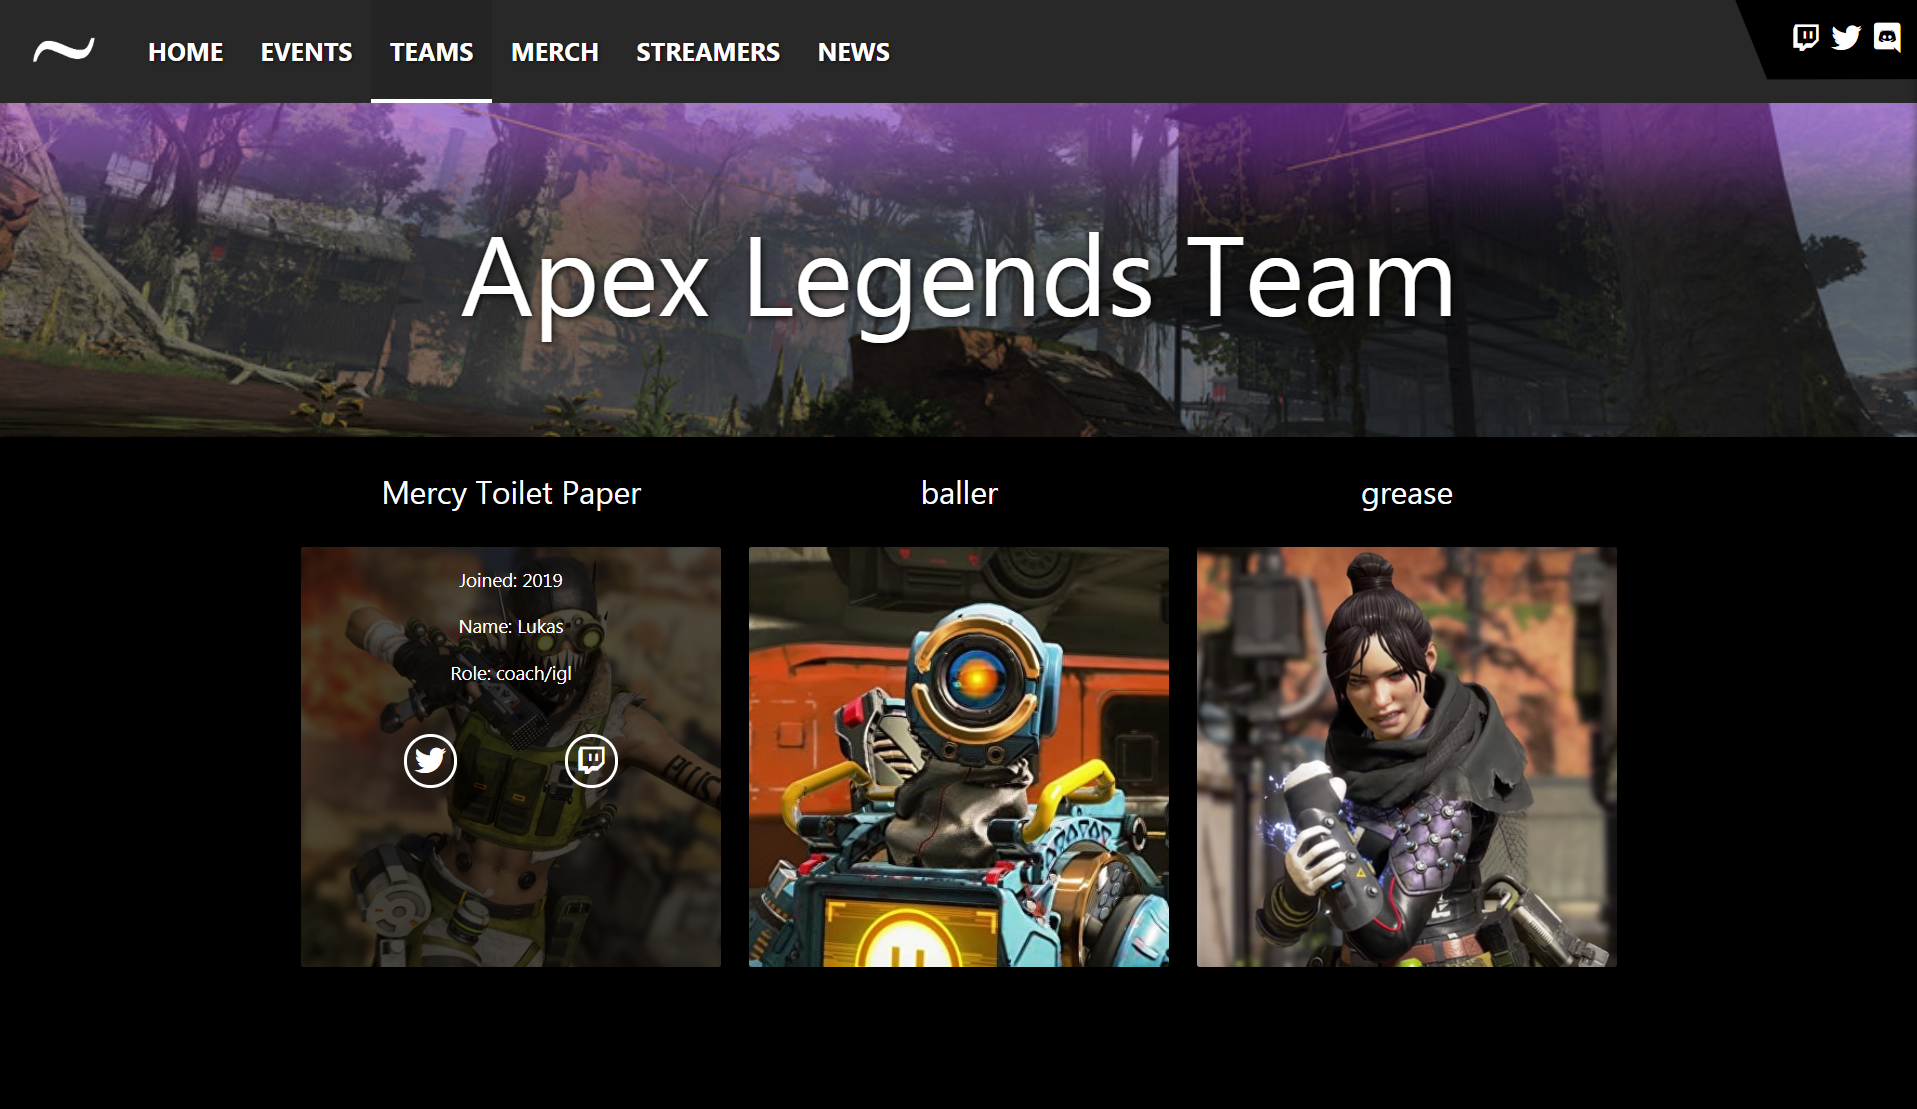 HOME EVENTS TEAMS MERCH STREAMERS NEWS
Apex Legends Team
Mercy Toilet Paper baller grease
Joined: 2019
Name: Lukas
Role: coach/igl
PLUS